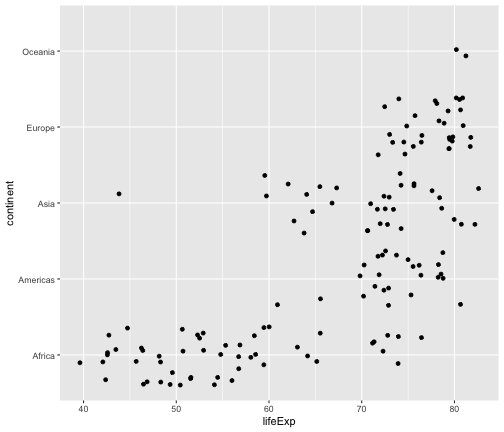 Oceania
Europe
Asia
Americas
Africa
continent
40 50 60 70 80
lifeExp